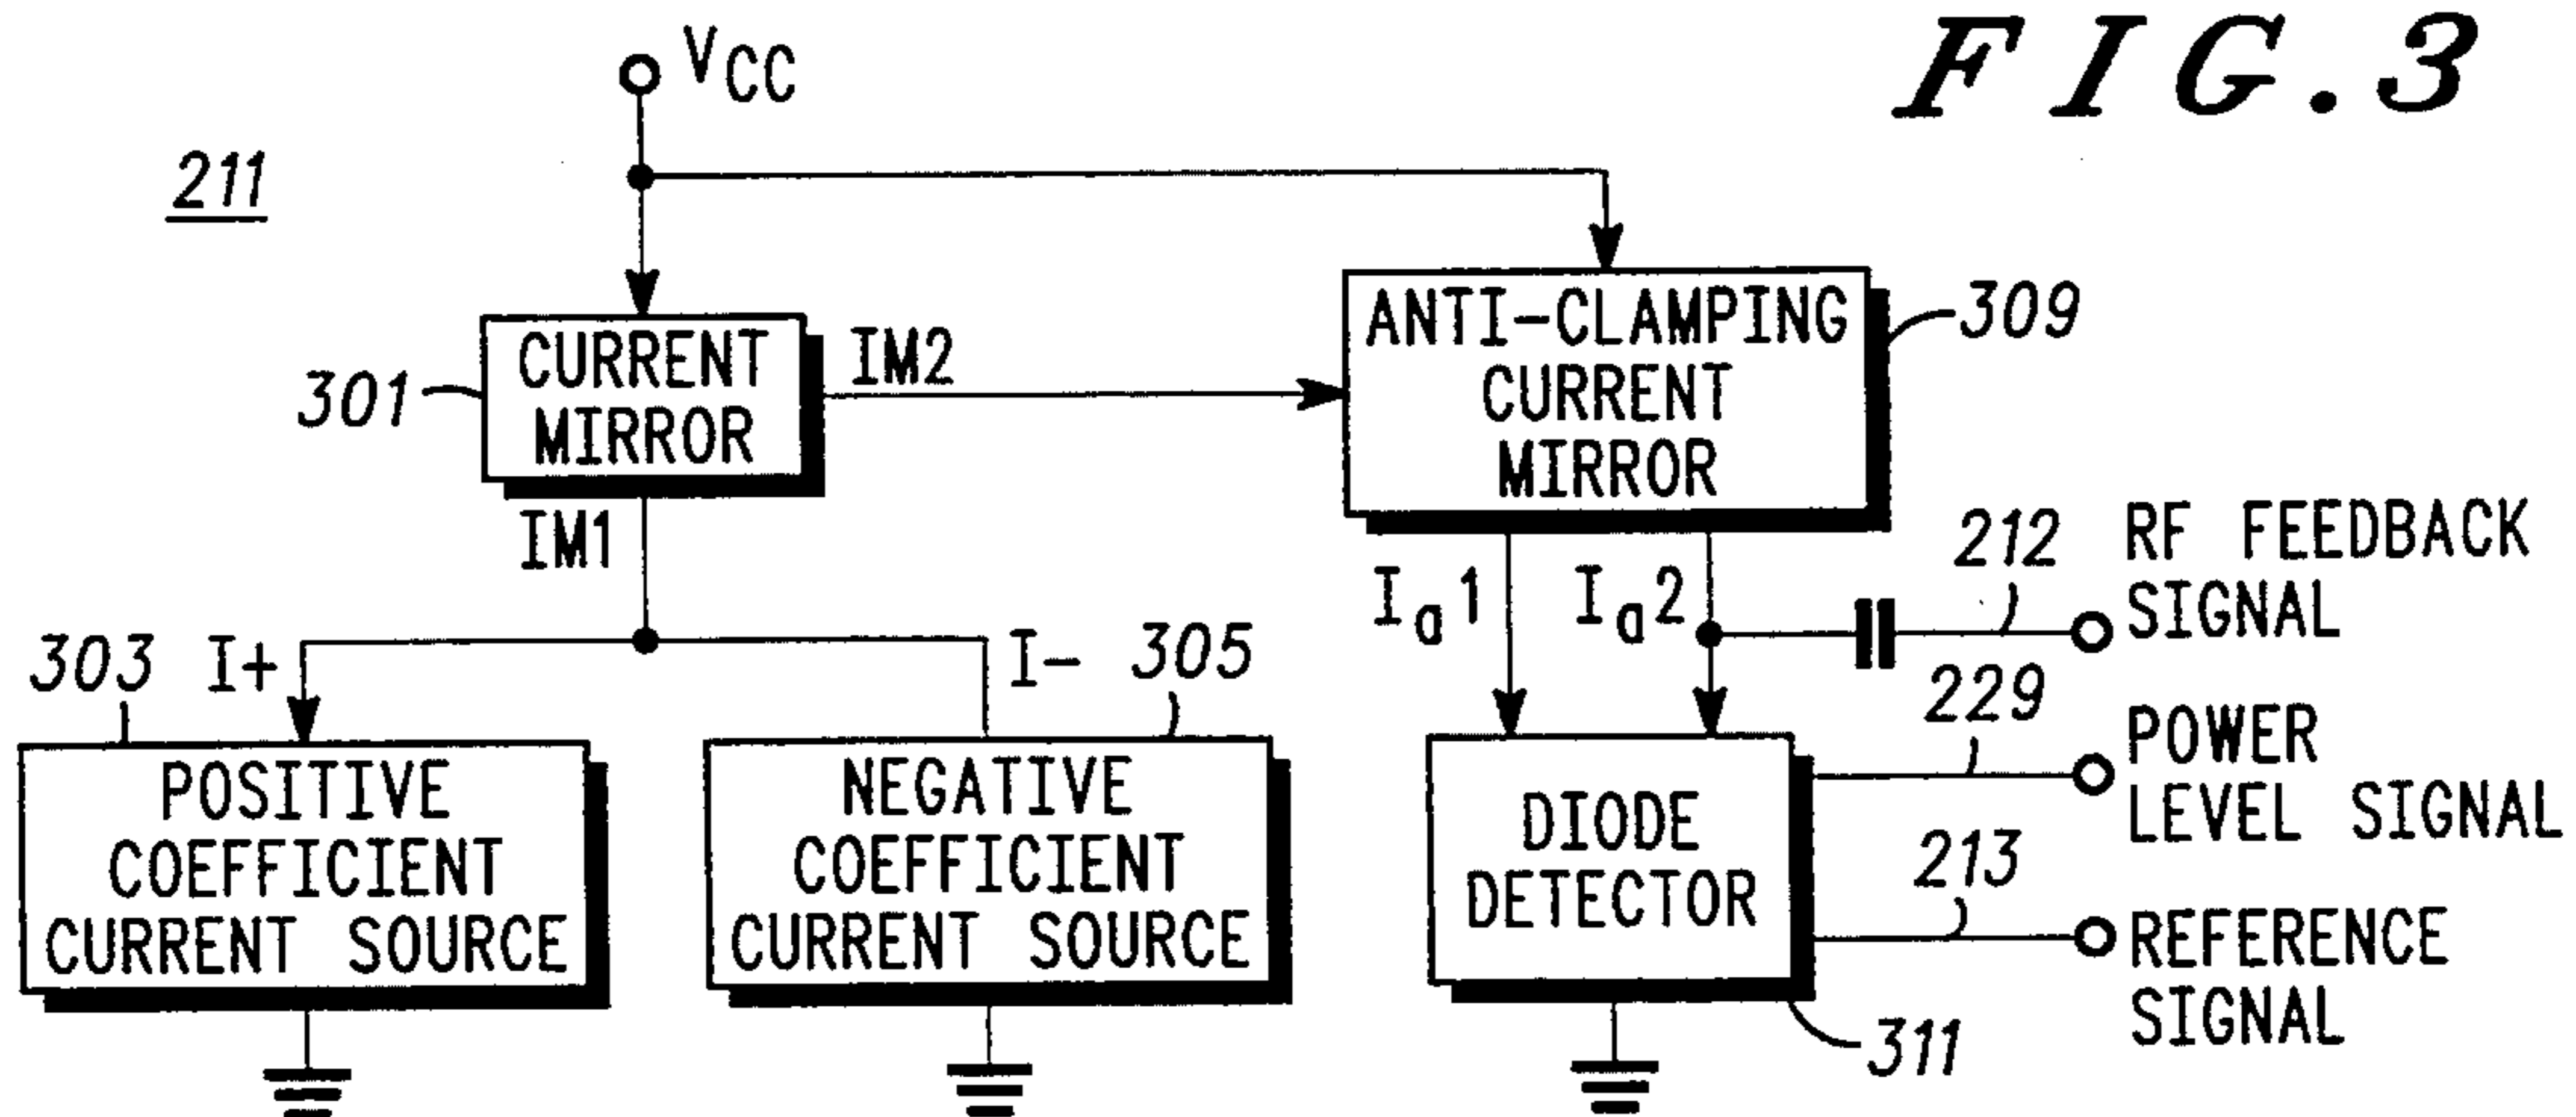 FIG.3
VCC
211
CURRENT
MIRROR
301
IM2
IM1
ANTI-CLAMPING
CURRENT
MIRROR
309
Ia1
Ia2
212
RF FEEDBACK
SIGNAL
303
I+
I-
305
229
POWER
LEVEL SIGNAL
POSITIVE
COEFFICIENT
CURRENT SOURCE
NEGATIVE
COEFFICIENT
CURRENT SOURCE
DIODE
DETECTOR
213
REFERENCE
SIGNAL
311